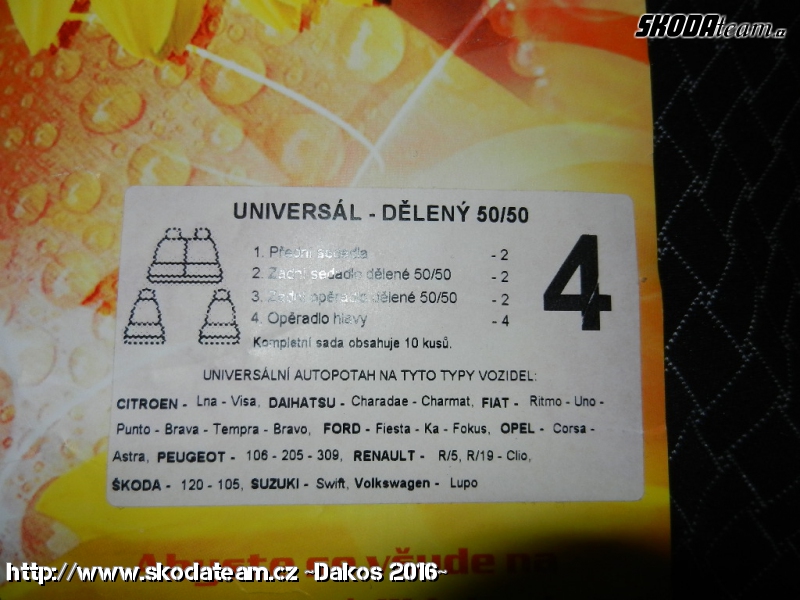 SKODAteam.cz
UNIVERSÁL - DĚLENÝ 50/50
1. Přední sedadla - 2
2. Zadní sedadlo dělené 50/50 - 2
3. Zadní opěradlo dělené 50/50 - 2
4. Opěradlo hlavy - 4
4
Kompletní sada obsahuje 10 kusů.
UNIVERSÁLNÍ AUTOPOTAH NA TYTO TYPY VOZIDEL:
CITROEN - Lna - Visa, DAIHATSU - Charadae - Charmat, FIAT - Ritmo - Uno -
Punto - Brava - Tempra - Bravo, FORD - Fiesta - Ka - Fokus, OPEL - Corsa -
Astra, PEUGEOT - 106 - 205 - 309, RENAULT - R/5, R/19 - Clio,
ŠKODA - 120 - 105, SUZUKI - Swift, Volkswagen - Lupo
Abyste se všude na
http://www.skodateam.cz ~Dakos 2016~